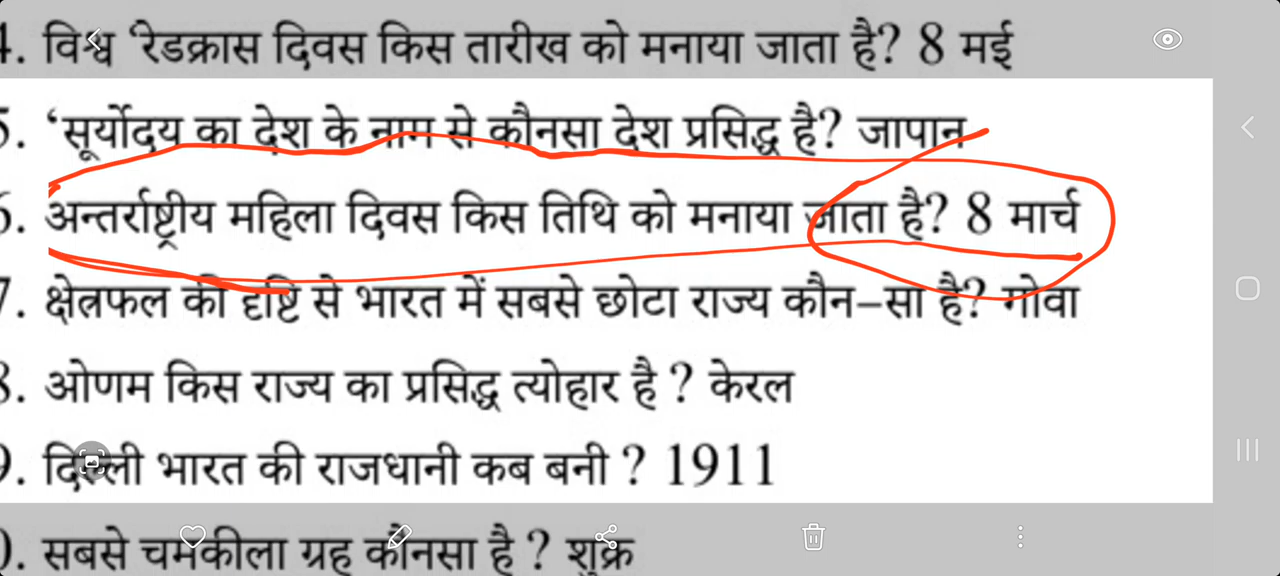 4. विश्व 'रेडक्रास दिवस किस तारीख को मनाया जाता है? 8 मई
5. 'सूर्योदय का देश के नाम से कौनसा देश प्रसिद्ध है? जापान
6. अन्तर्राष्ट्रीय महिला दिवस किस तिथि को मनाया जाता है? 8 मार्च
7. क्षेत्रफल की दृष्टि से भारत में सबसे छोटा राज्य कौन–सा है? गोवा
8. ओणम किस राज्य का प्रसिद्ध त्योहार है ? केरल
9. दिल्ली भारत की राजधानी कब बनी ? 1911
0. सबसे चमकीला ग्रह कौनसा है ? शुक्र